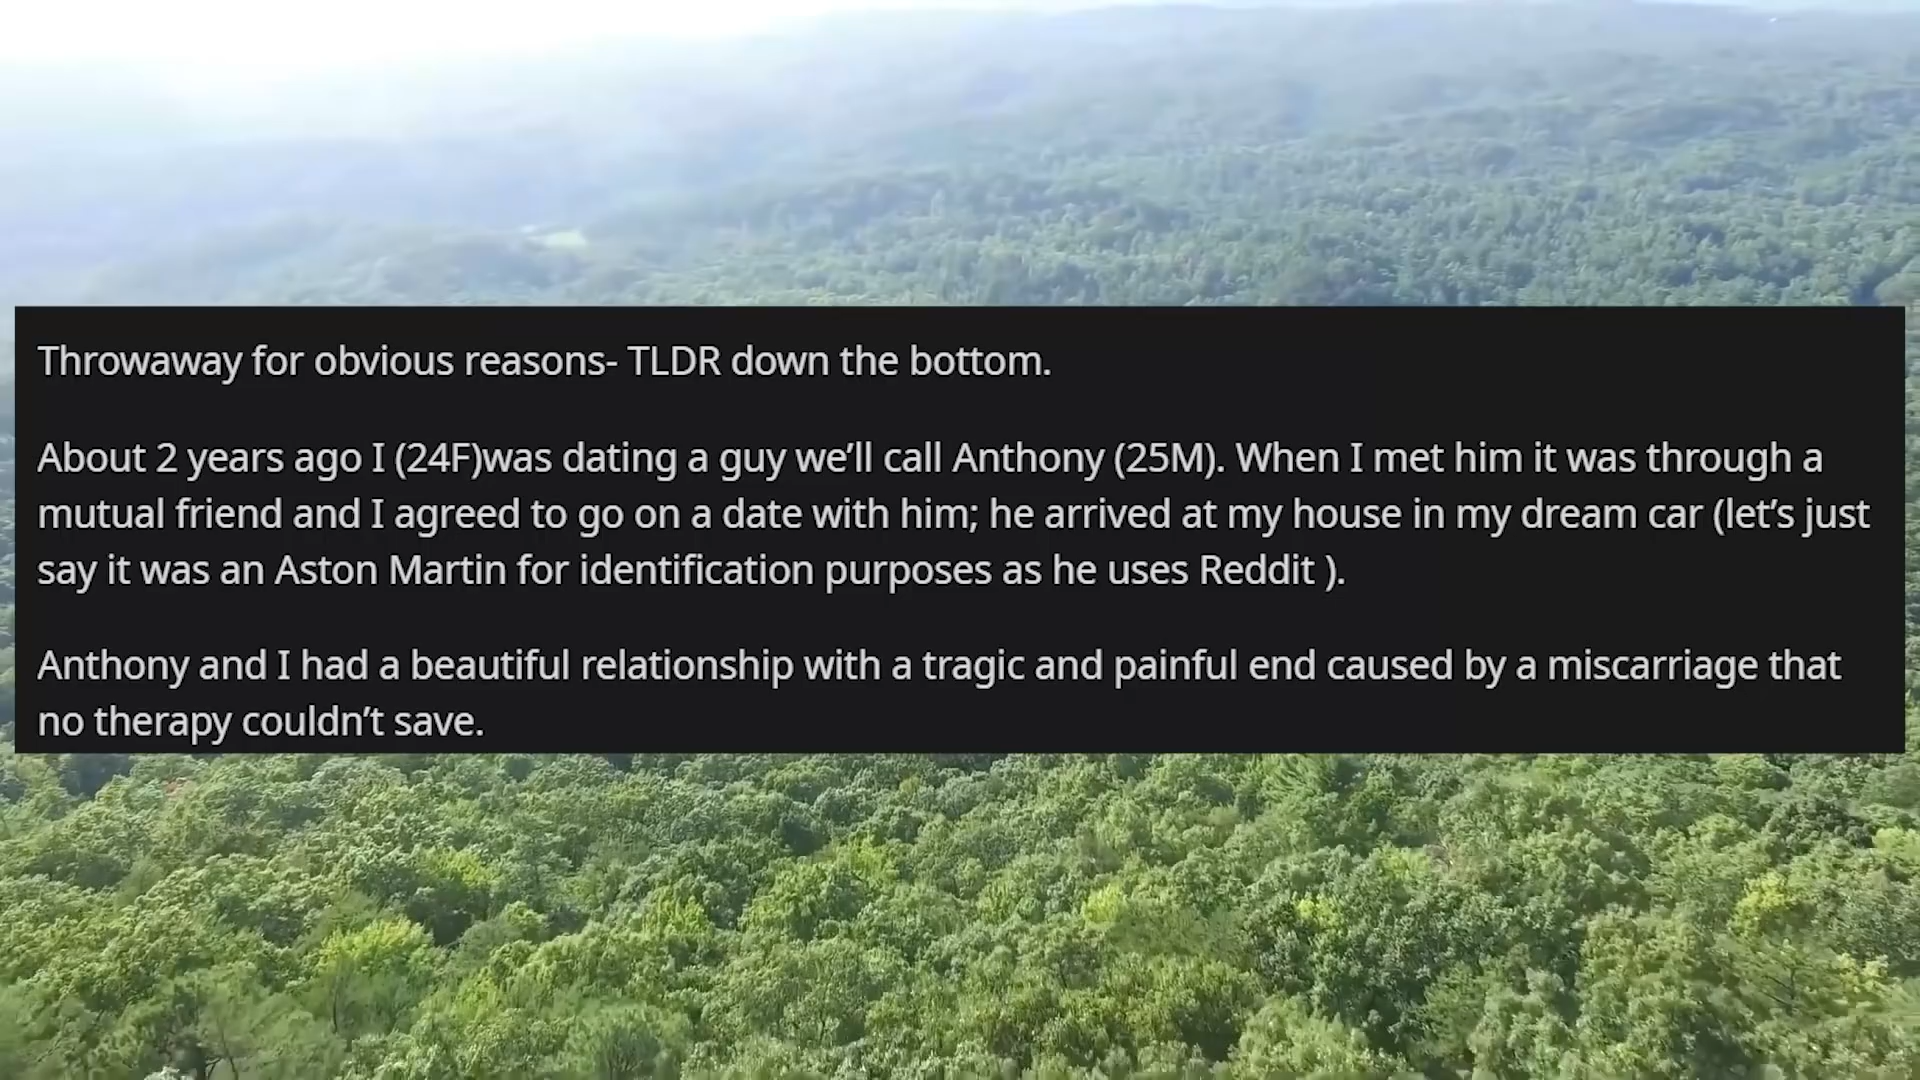 Throwaway for obvious reasons- TLDR down the bottom.
About 2 years ago I (24F)was dating a guy we’ll call Anthony (25M). When I met him it was through a
mutual friend and I agreed to go on a date with him; he arrived at my house in my dream car (let’s just
say it was an Aston Martin for identification purposes as he uses Reddit ).
Anthony and I had a beautiful relationship with a tragic and painful end caused by a miscarriage that
no therapy couldn’t save.